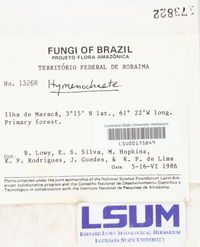 173822
FUNGI OF BRAZIL
PROJETO FLORA AMAZÔNICA
TERRITÓRIO FEDERAL DE RORAIMA
No. 1326R Hymenochaete
Ilha de Maracá, 3°15' N lat., 61° 22'W long.
Primary forest.
Louisiana State University Herbarium
LSU00175849
Col. B. Lowy, E. S. Silva, M. Hopkins,
K. F. Rodrigues, J. Guedes, & R. P. de Lima
Date 5-16-VI 1986
Plants collected under the joint sponsorship of the National Science Foundation Latin-American collaborative program and the Conselho Nacional de Desenvolvimento Científico e Tecnológico in collaboration with the Instituto Nacional de Pesquisas da Amazônia
LSUM
BERNARD LOWY MYCOLOGICAL HERBARIUM
LOUISIANA STATE UNIVERSITY